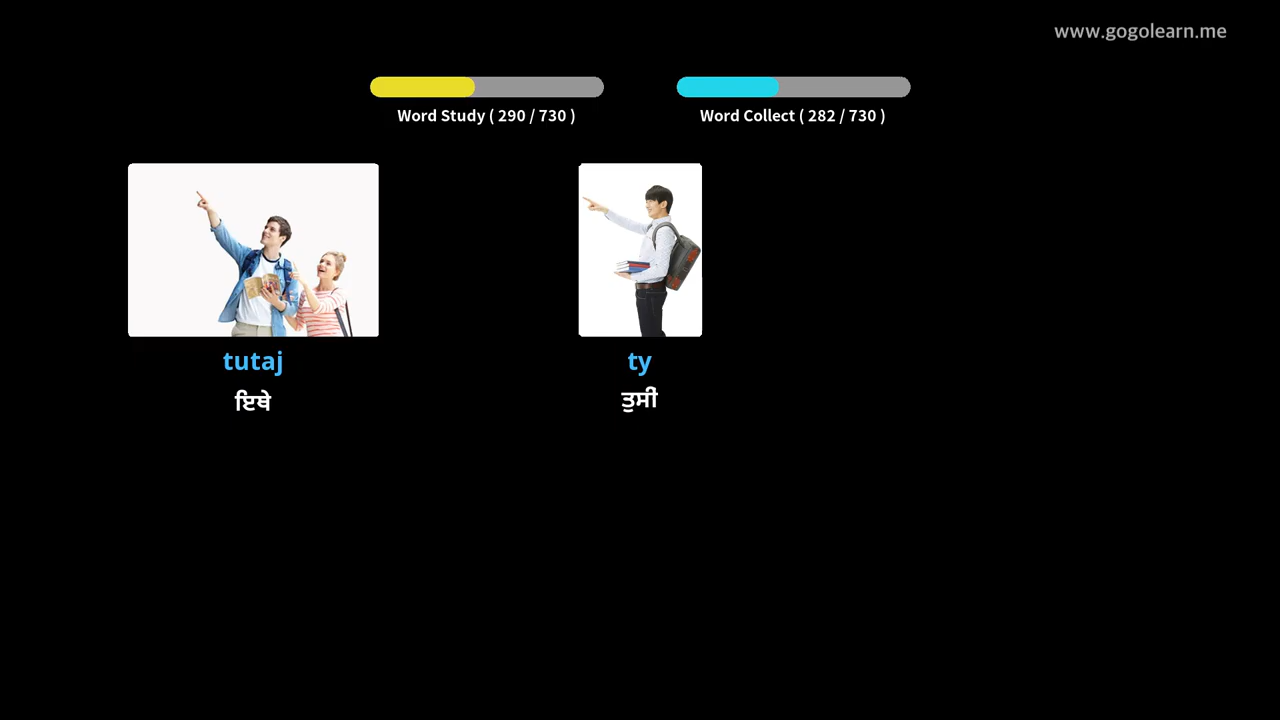 www.gogolearn.me
Word Study ( 290 / 730 )
Word Collect ( 282 / 730 )
tutaj
ty
ਇਥੇ
ਤੁਸੀ